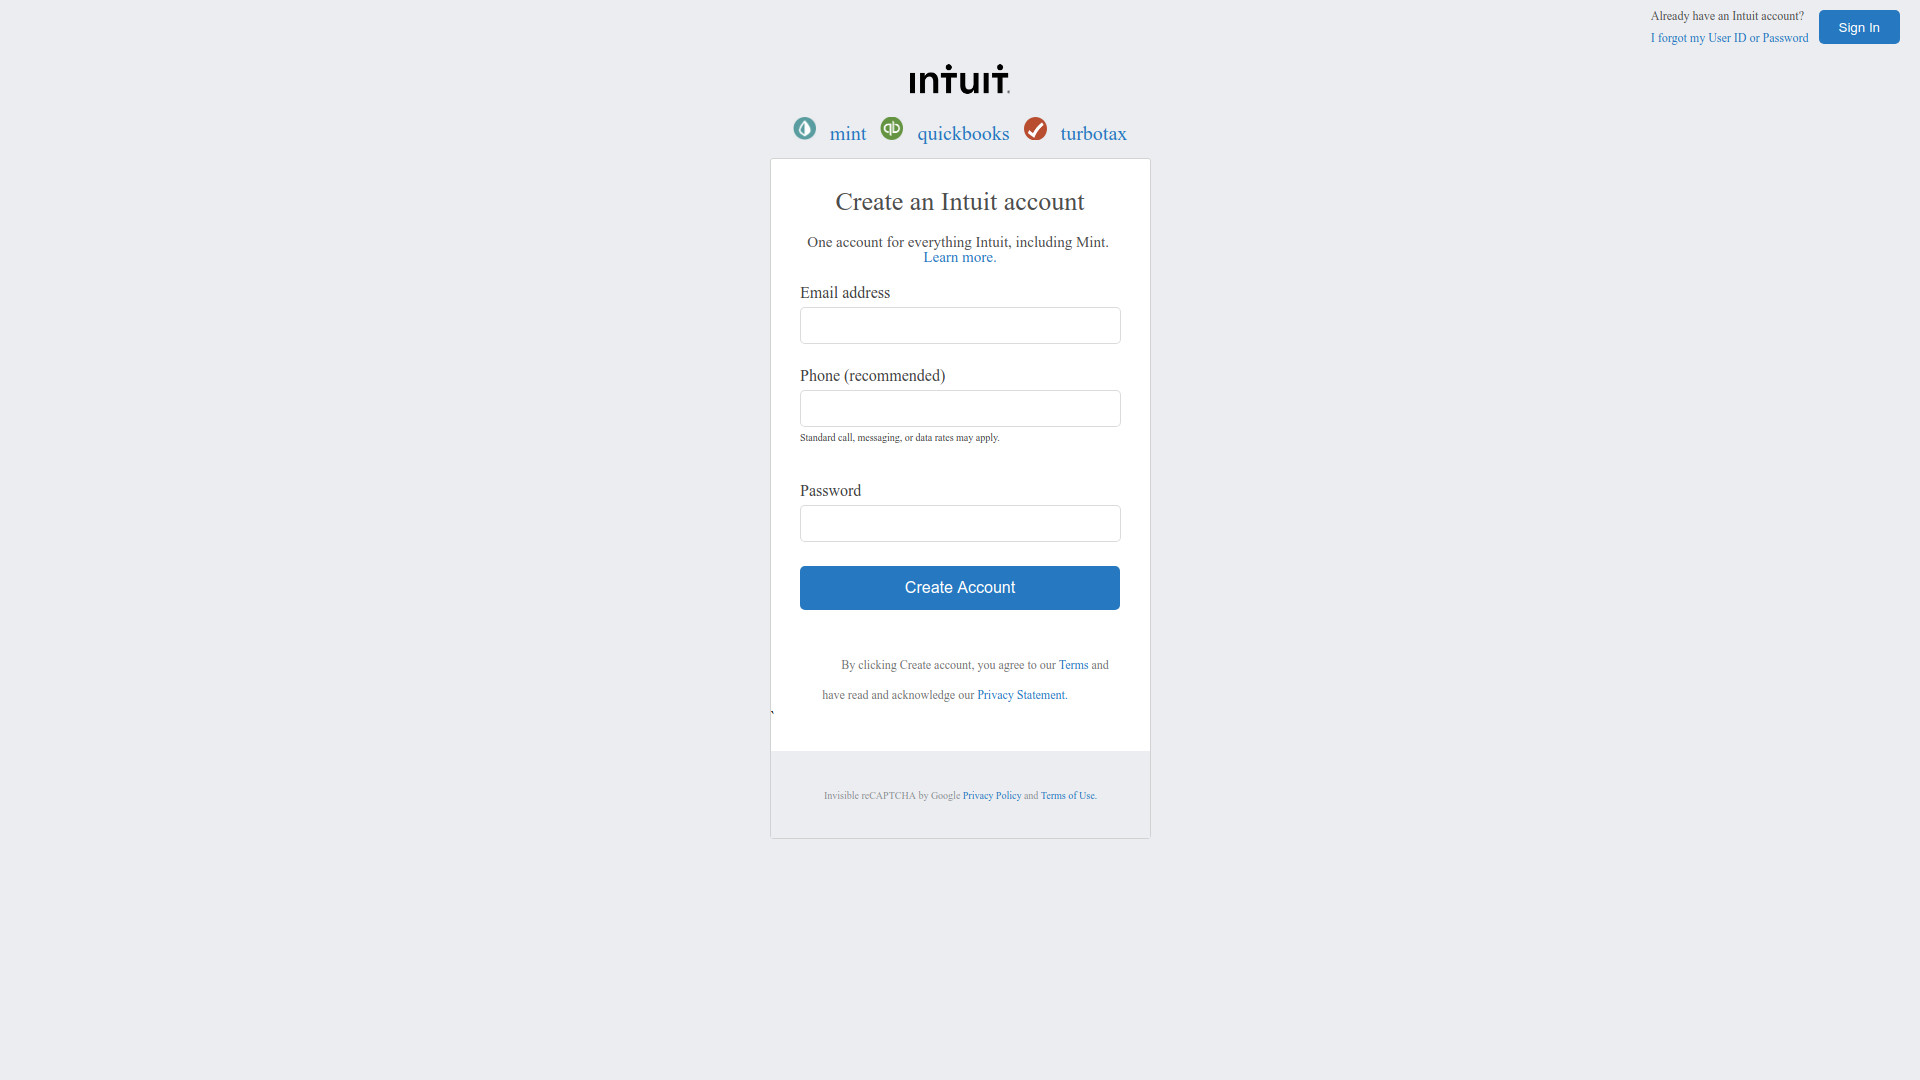 Already have an Intuit account?
I forgot my User ID or Password
Sign In
INTUIT
mint quickbooks turbotax
Create an Intuit account
One account for everything Intuit, including Mint.
Learn more.
Email address
Phone (recommended)
Standard call, messaging, or data rates may apply.
Password
Create Account
By clicking Create account, you agree to our Terms and
have read and acknowledge our Privacy Statement.
`
Invisible reCAPTCHA by Google Privacy Policy and Terms of Use.